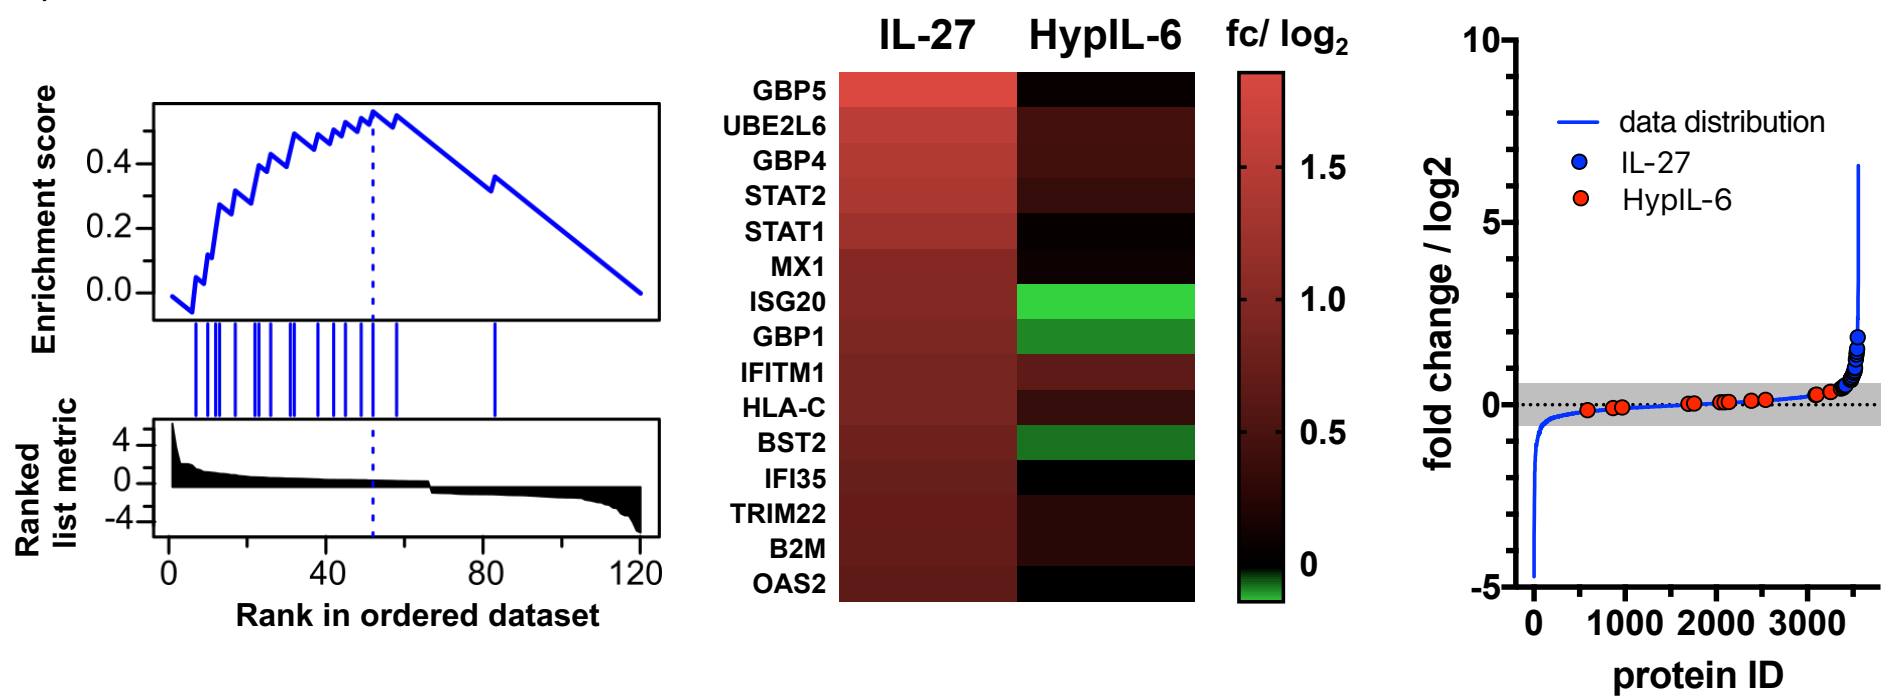 Enrichment score
0.4
0.2
0.0
Ranked
list metric
4
0
-4
0 40 80 120
Rank in ordered dataset
IL-27 HypIL-6 fc/ log2
GBP5
UBE2L6
GBP4
STAT2
STAT1
MX1
ISG20
GBP1
IFITM1
HLA-C
BST2
IFI35
TRIM22
B2M
OAS2
1.5
1.0
0.5
0
fold change / log2
10
5
0
-5
data distribution
IL-27
HypIL-6
0 1000 2000 3000
protein ID